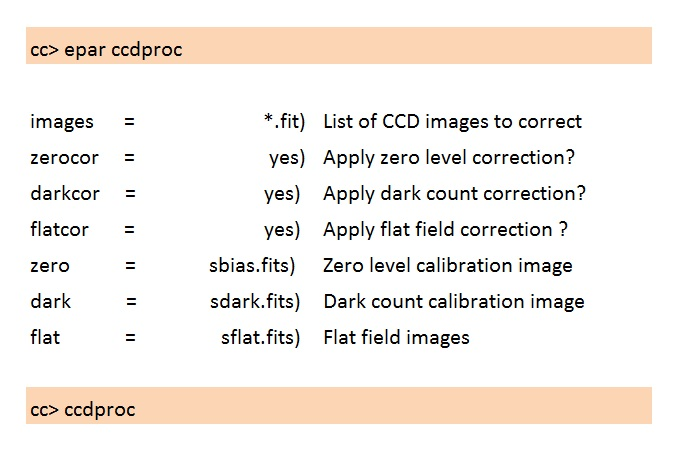 cc> epar ccdproc
images = *.fit) List of CCD images to correct
zerocor = yes) Apply zero level correction?
darkcor = yes) Apply dark count correction?
flatcor = yes) Apply flat field correction ?
zero = sbias.fits) Zero level calibration image
dark = sdark.fits) Dark count calibration image
flat = sflat.fits) Flat field images
cc> ccdproc